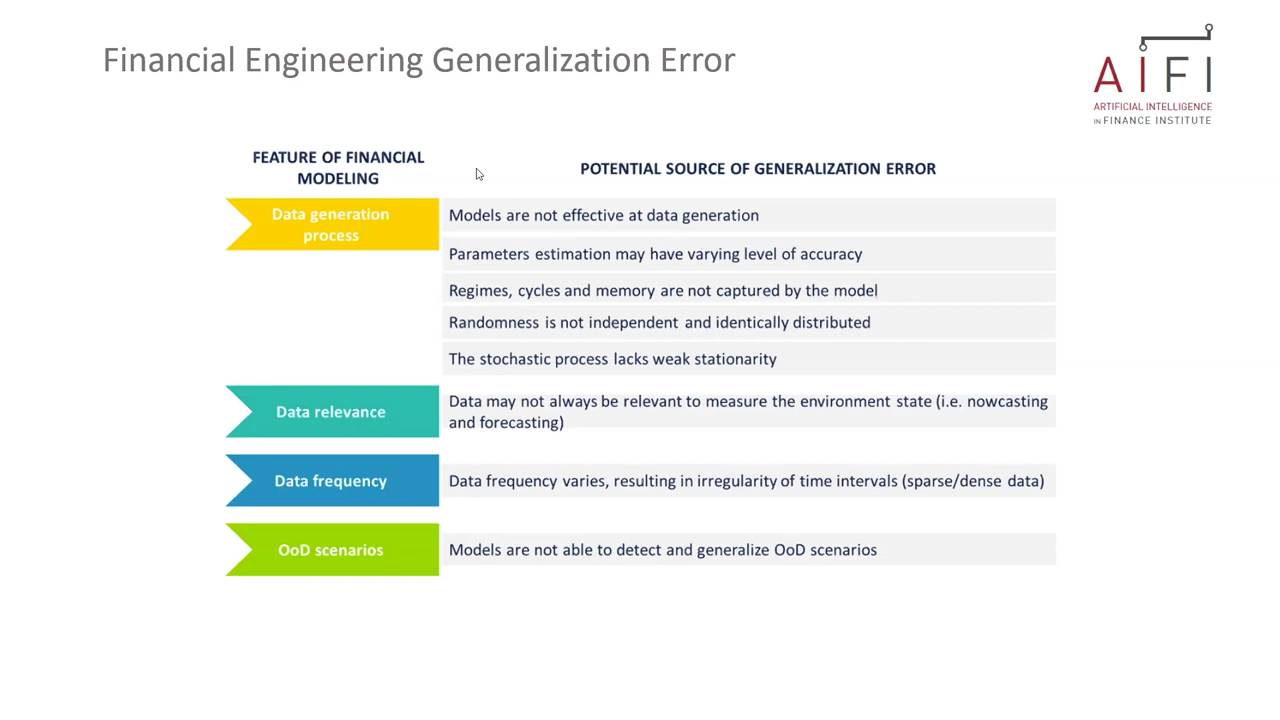 Financial Engineering Generalization Error
AIFI
ARTIFICIAL INTELLIGENCE
IN FINANCE INSTITUTE
FEATURE OF FINANCIAL
MODELING
POTENTIAL SOURCE OF GENERALIZATION ERROR
Data generation
process
Models are not effective at data generation
Parameters estimation may have varying level of accuracy
Regimes, cycles and memory are not captured by the model
Randomness is not independent and identically distributed
The stochastic process lacks weak stationarity
Data relevance
Data may not always be relevant to measure the environment state (i.e. nowcasting
and forecasting)
Data frequency
Data frequency varies, resulting in irregularity of time intervals (sparse/dense data)
OoD scenarios
Models are not able to detect and generalize OoD scenarios